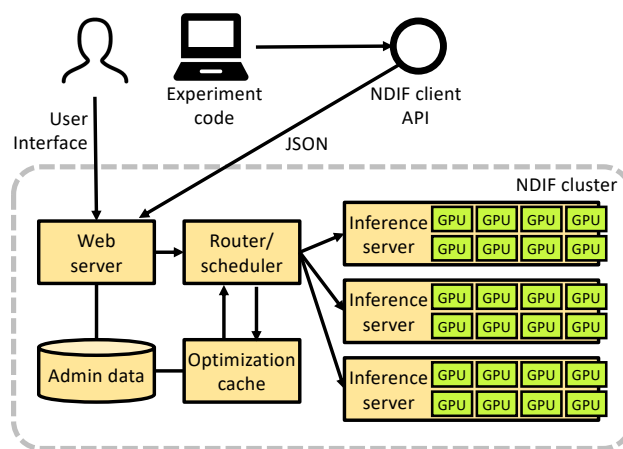 Experiment
code
NDIF client
API
User
Interface
JSON
NDIF cluster
Web
server
Router/
scheduler
Admin data
Optimization
cache
Inference
server
GPU GPU GPU GPU
GPU GPU GPU GPU
Inference
server
GPU GPU GPU GPU
GPU GPU GPU GPU
Inference
server
GPU GPU GPU GPU
GPU GPU GPU GPU